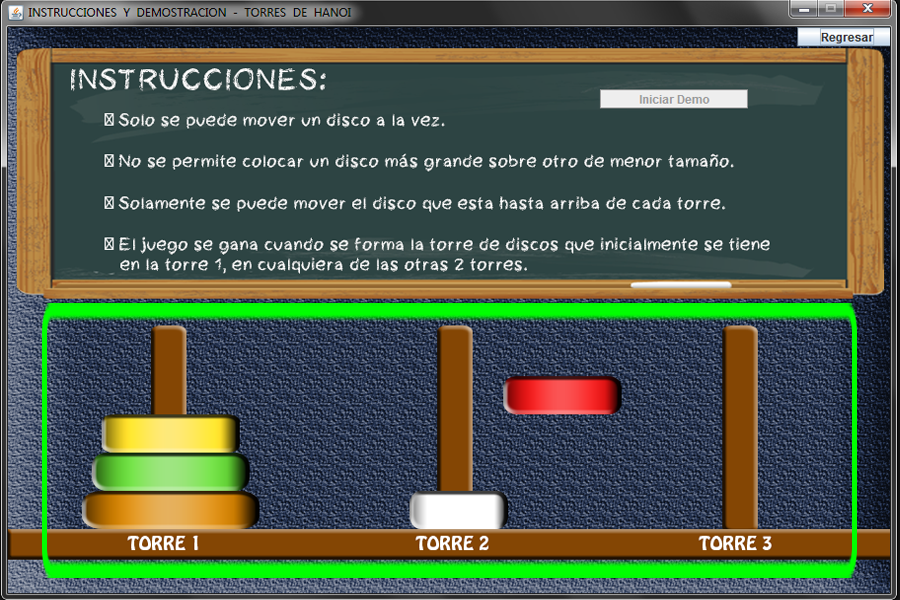 INSTRUCCIONES Y DEMOSTRACION - TORRES DE HANOI
Regresar
INSTRUCCIONES:
Iniciar Demo
Solo se puede mover un disco a la vez.
No se permite colocar un disco más grande sobre otro de menor tamaño.
Solamente se puede mover el disco que esta hasta arriba de cada torre.
El juego se gana cuando se forma la torre de discos que inicialmente se tiene
en la torre 1, en cualquiera de las otras 2 torres.
TORRE 1 TORRE 2 TORRE 3